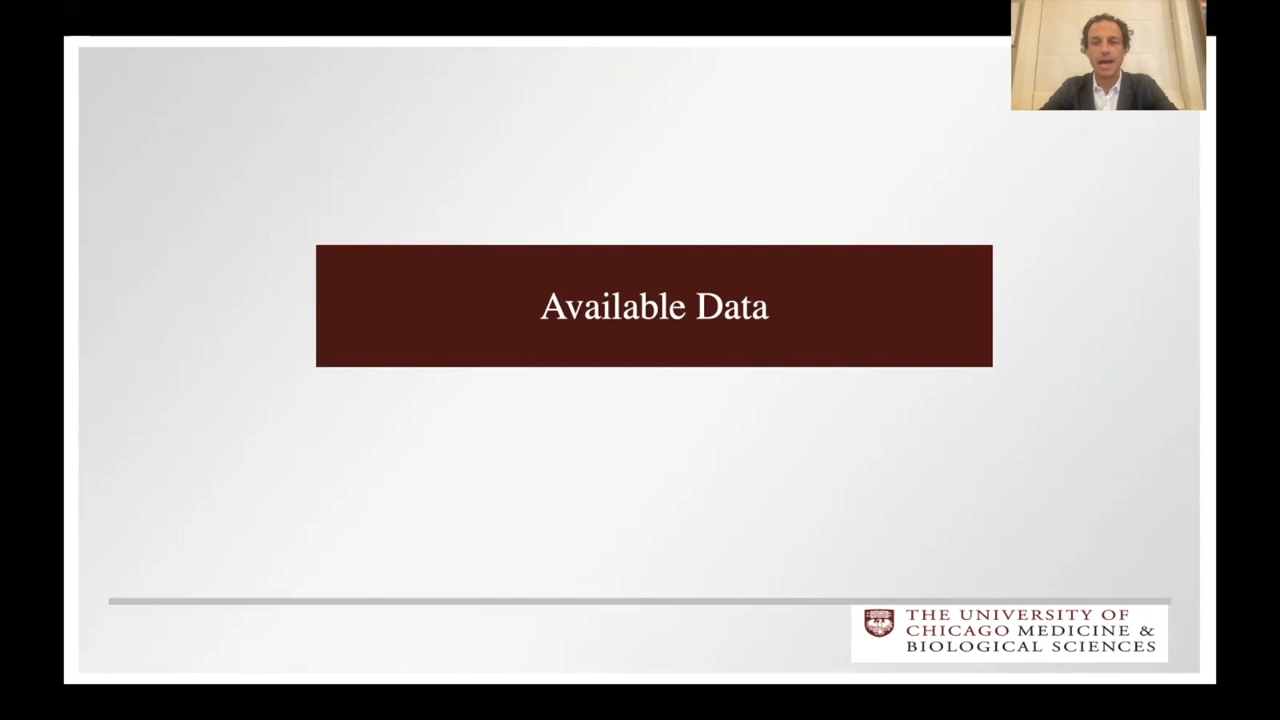 Available Data
THE UNIVERSITY OF
CHICAGO MEDICINE &
BIOLOGICAL SCIENCES